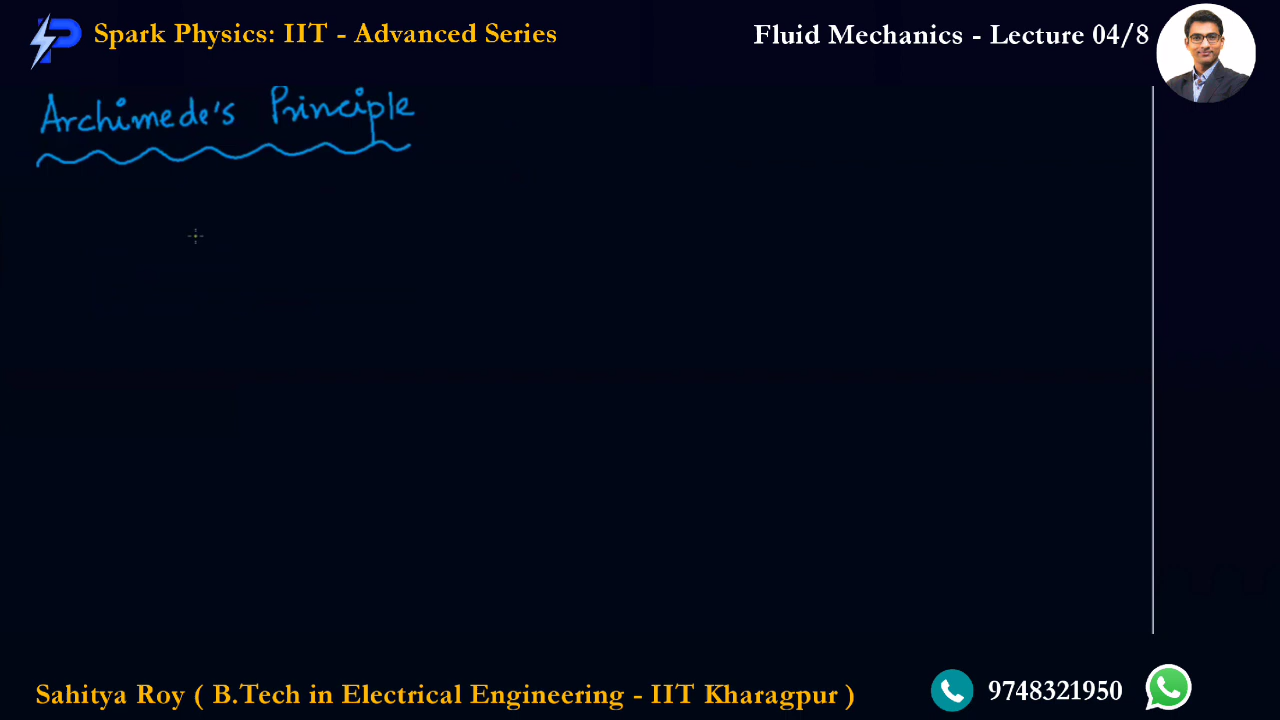 Spark Physics: IIT - Advanced Series
Fluid Mechanics - Lecture 04/8
Archimede's Principle
Sahitya Roy ( B.Tech in Electrical Engineering - IIT Kharagpur )
9748321950